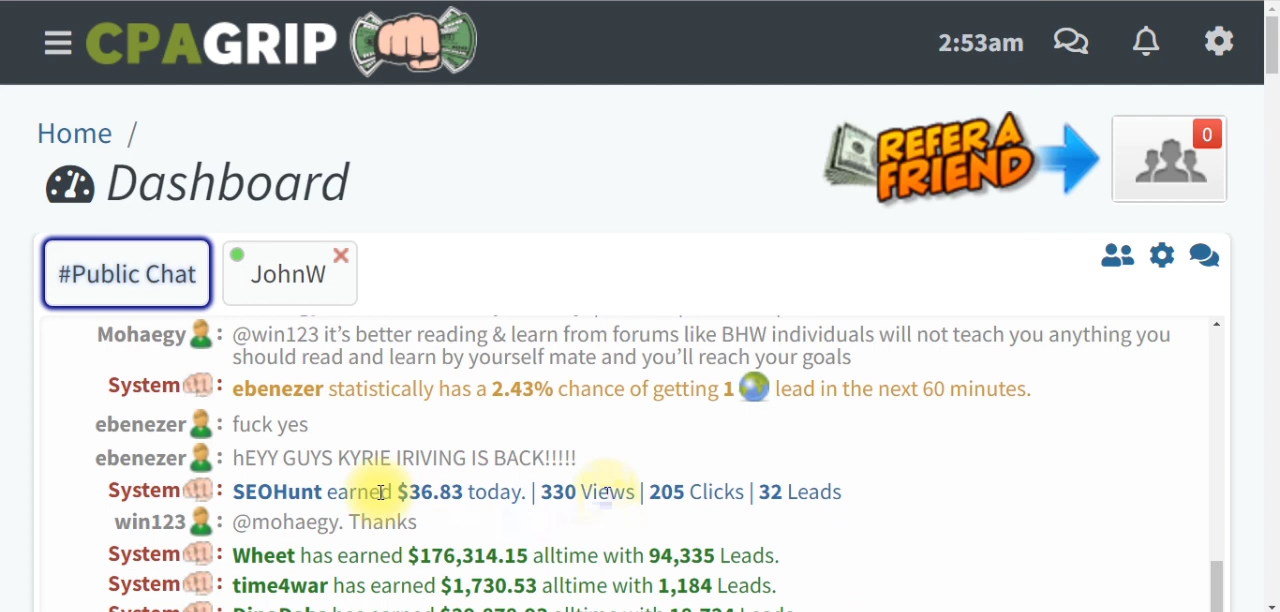 CPAGRIP
2:53am
Home /
REFER A
FRIEND
0
Dashboard
#Public Chat
JohnW
Mohaegy : @win123 it's better reading & learn from forums like BHW individuals will not teach you anything you
should read and learn by yourself mate and you'll reach your goals
System : ebenezer statistically has a 2.43% chance of getting 1 lead in the next 60 minutes.
ebenezer : fuck yes
ebenezer : hEYY GUYS KYRIE IRIVING IS BACK!!!!!
System : SEOHunt earned $36.83 today. | 330 Views | 205 Clicks | 32 Leads
win123 : @mohaegy. Thanks
System : Wheet has earned $176,314.15 alltime with 94,335 Leads.
System : time4war has earned $1,730.53 alltime with 1,184 Leads.